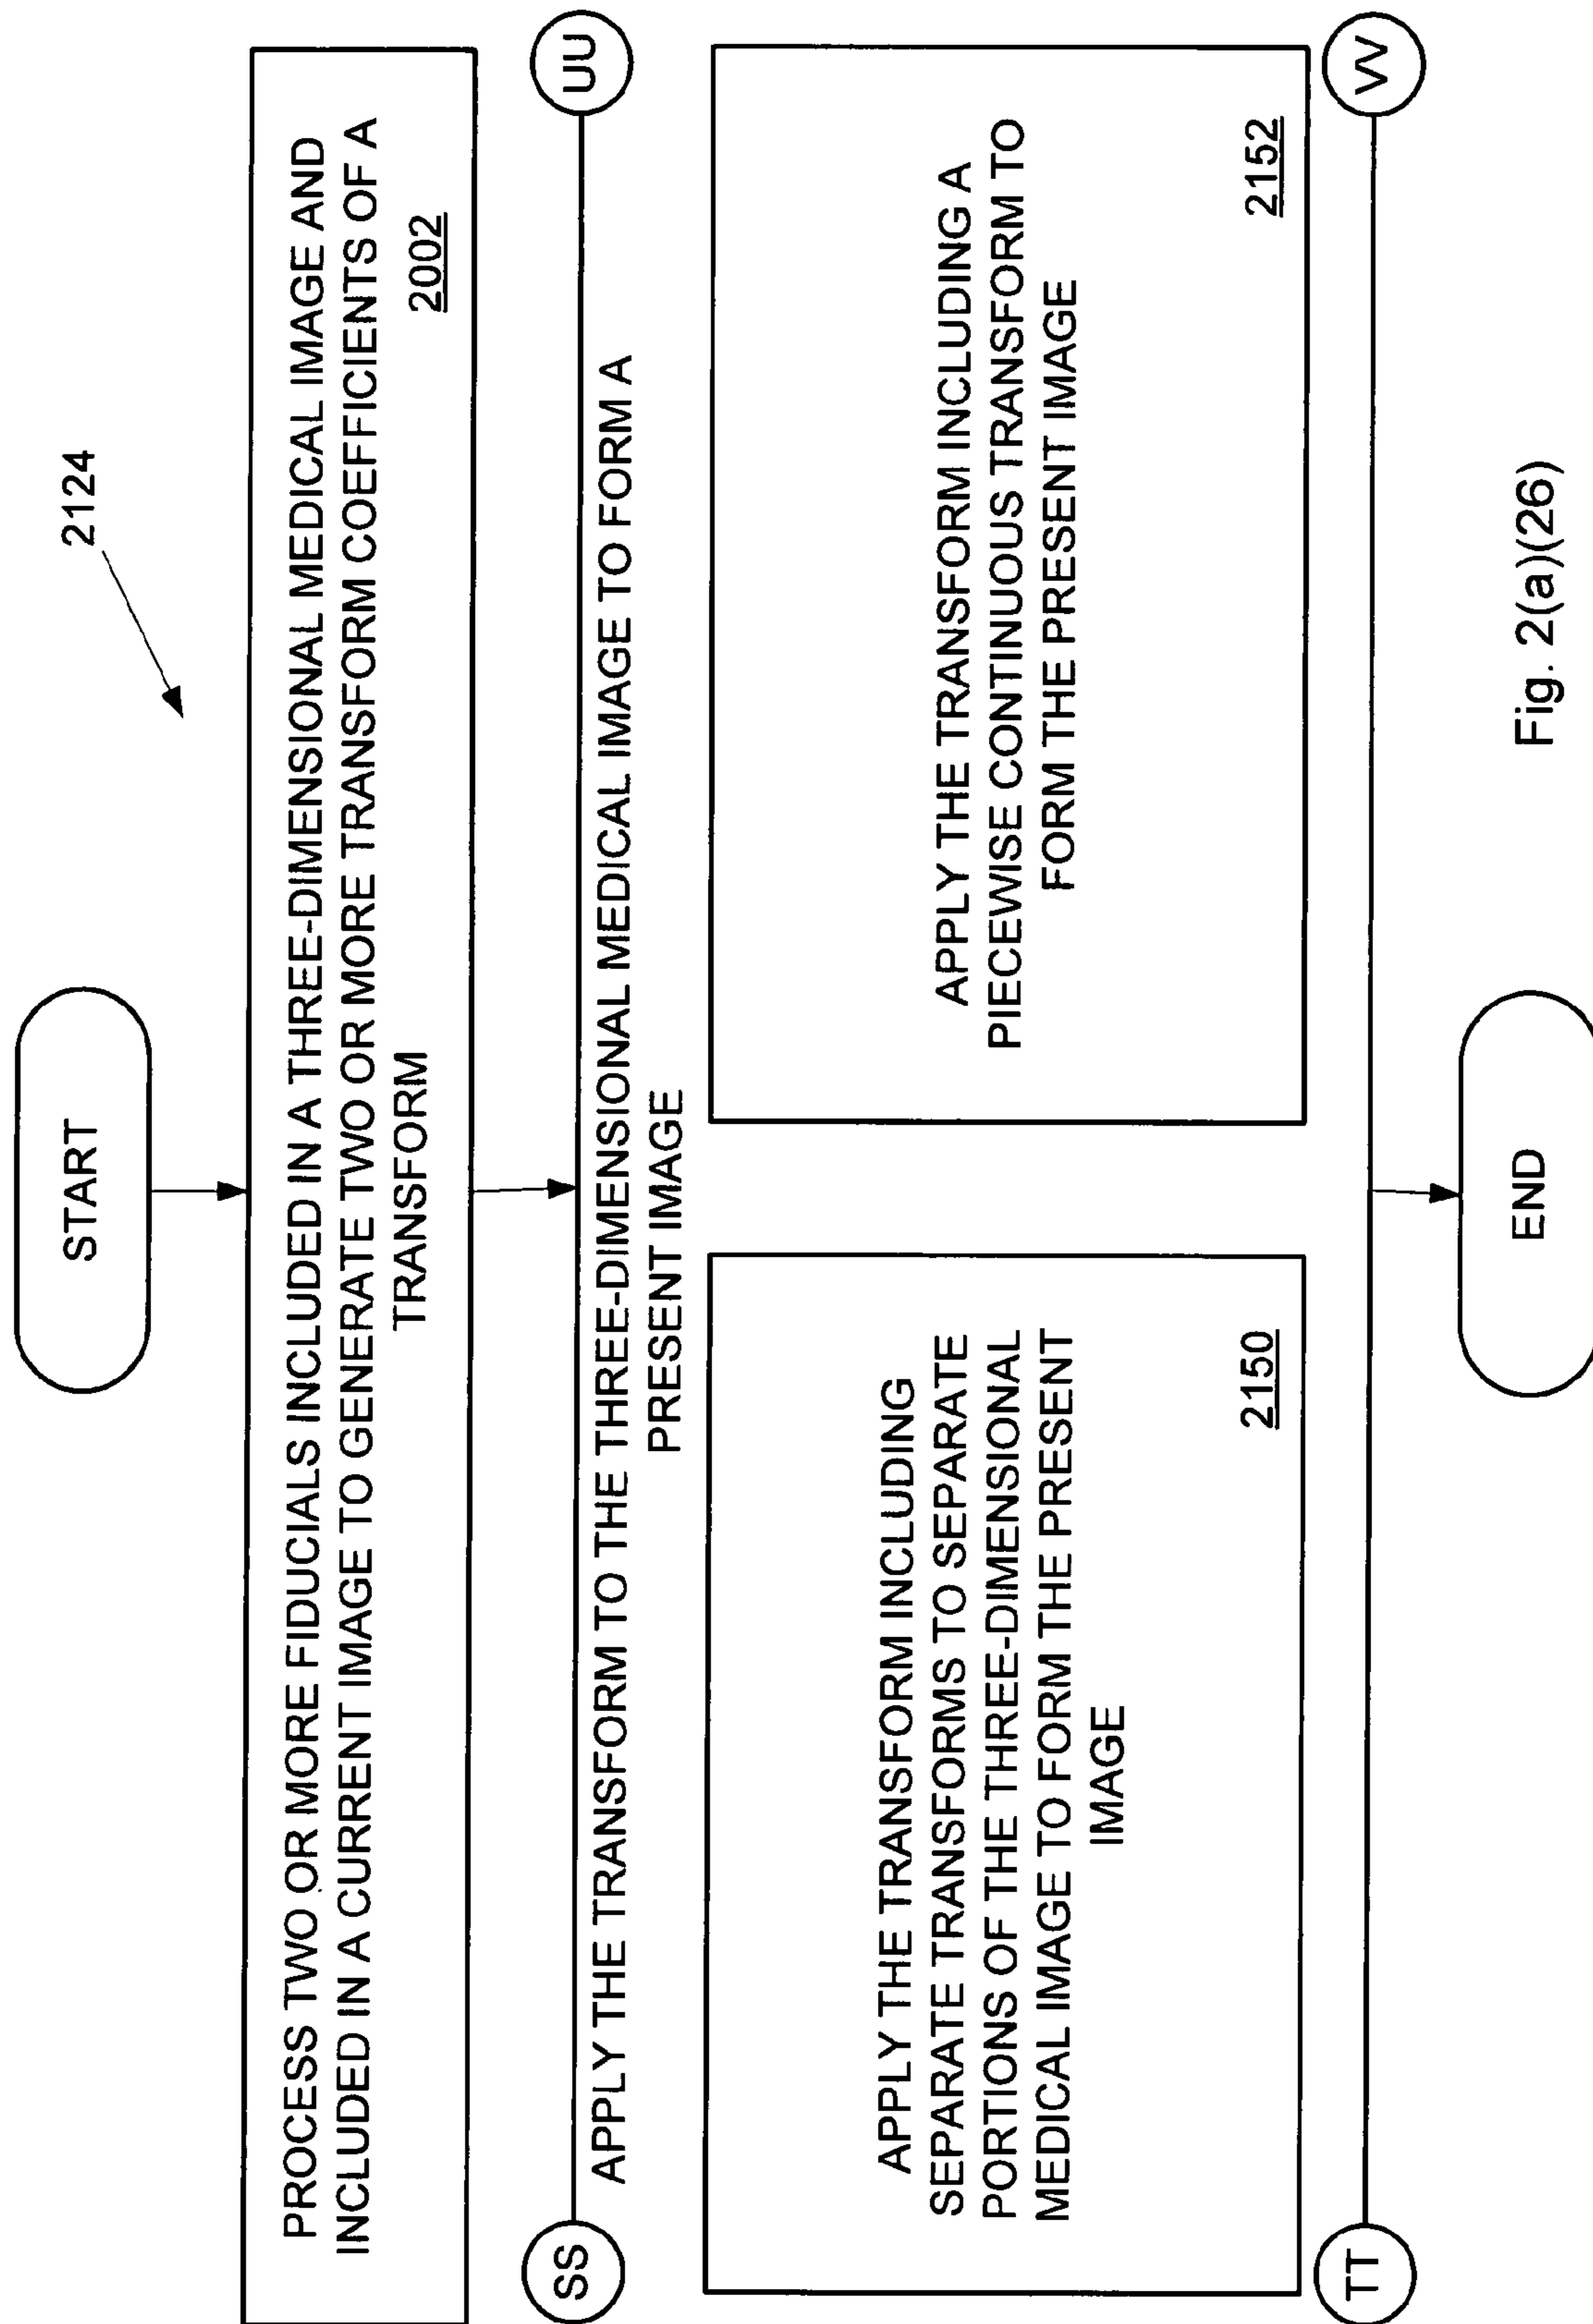 2124
START
PROCESS TWO OR MORE FIDUCIALS INCLUDED IN A THREE-DIMENSIONAL MEDICAL IMAGE AND
INCLUDED IN A CURRENT IMAGE TO GENERATE TWO OR MORE TRANSFORM COEFFICIENTS OF A
TRANSFORM
2002
SS
UU
APPLY THE TRANSFORM TO THE THREE-DIMENSIONAL MEDICAL IMAGE TO FORM A
PRESENT IMAGE
APPLY THE TRANSFORM INCLUDING
SEPARATE TRANSFORMS TO SEPARATE
PORTIONS OF THE THREE-DIMENSIONAL
MEDICAL IMAGE TO FORM THE PRESENT
IMAGE
2150
APPLY THE TRANSFORM INCLUDING A
PIECEWISE CONTINUOUS TRANSFORM TO
FORM THE PRESENT IMAGE
2152
TT
VV
END
Fig. 2(a)(26)